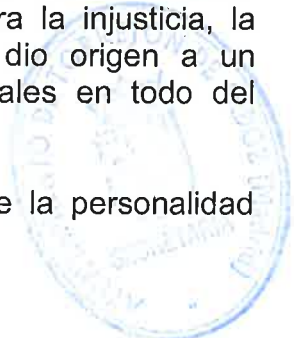 ra la injusticia, la
dio origen a un
ales en todo del
e la personalidad